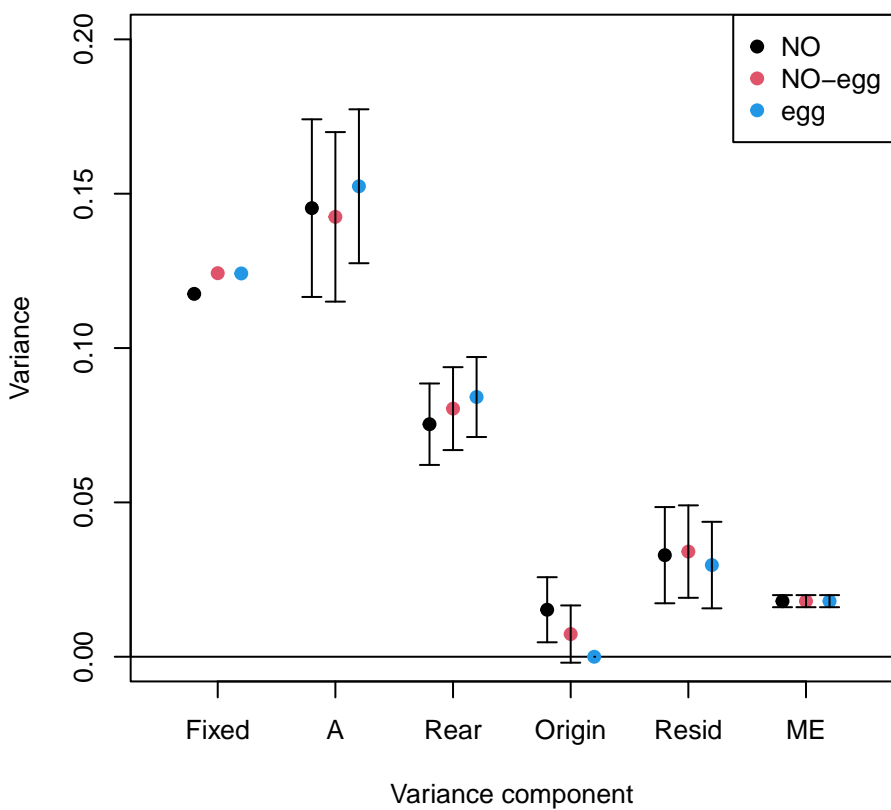 NO
NO−egg
egg
Variance
0.20
0.15
0.10
0.05
0.00
Fixed A Rear Origin Resid ME
Variance component